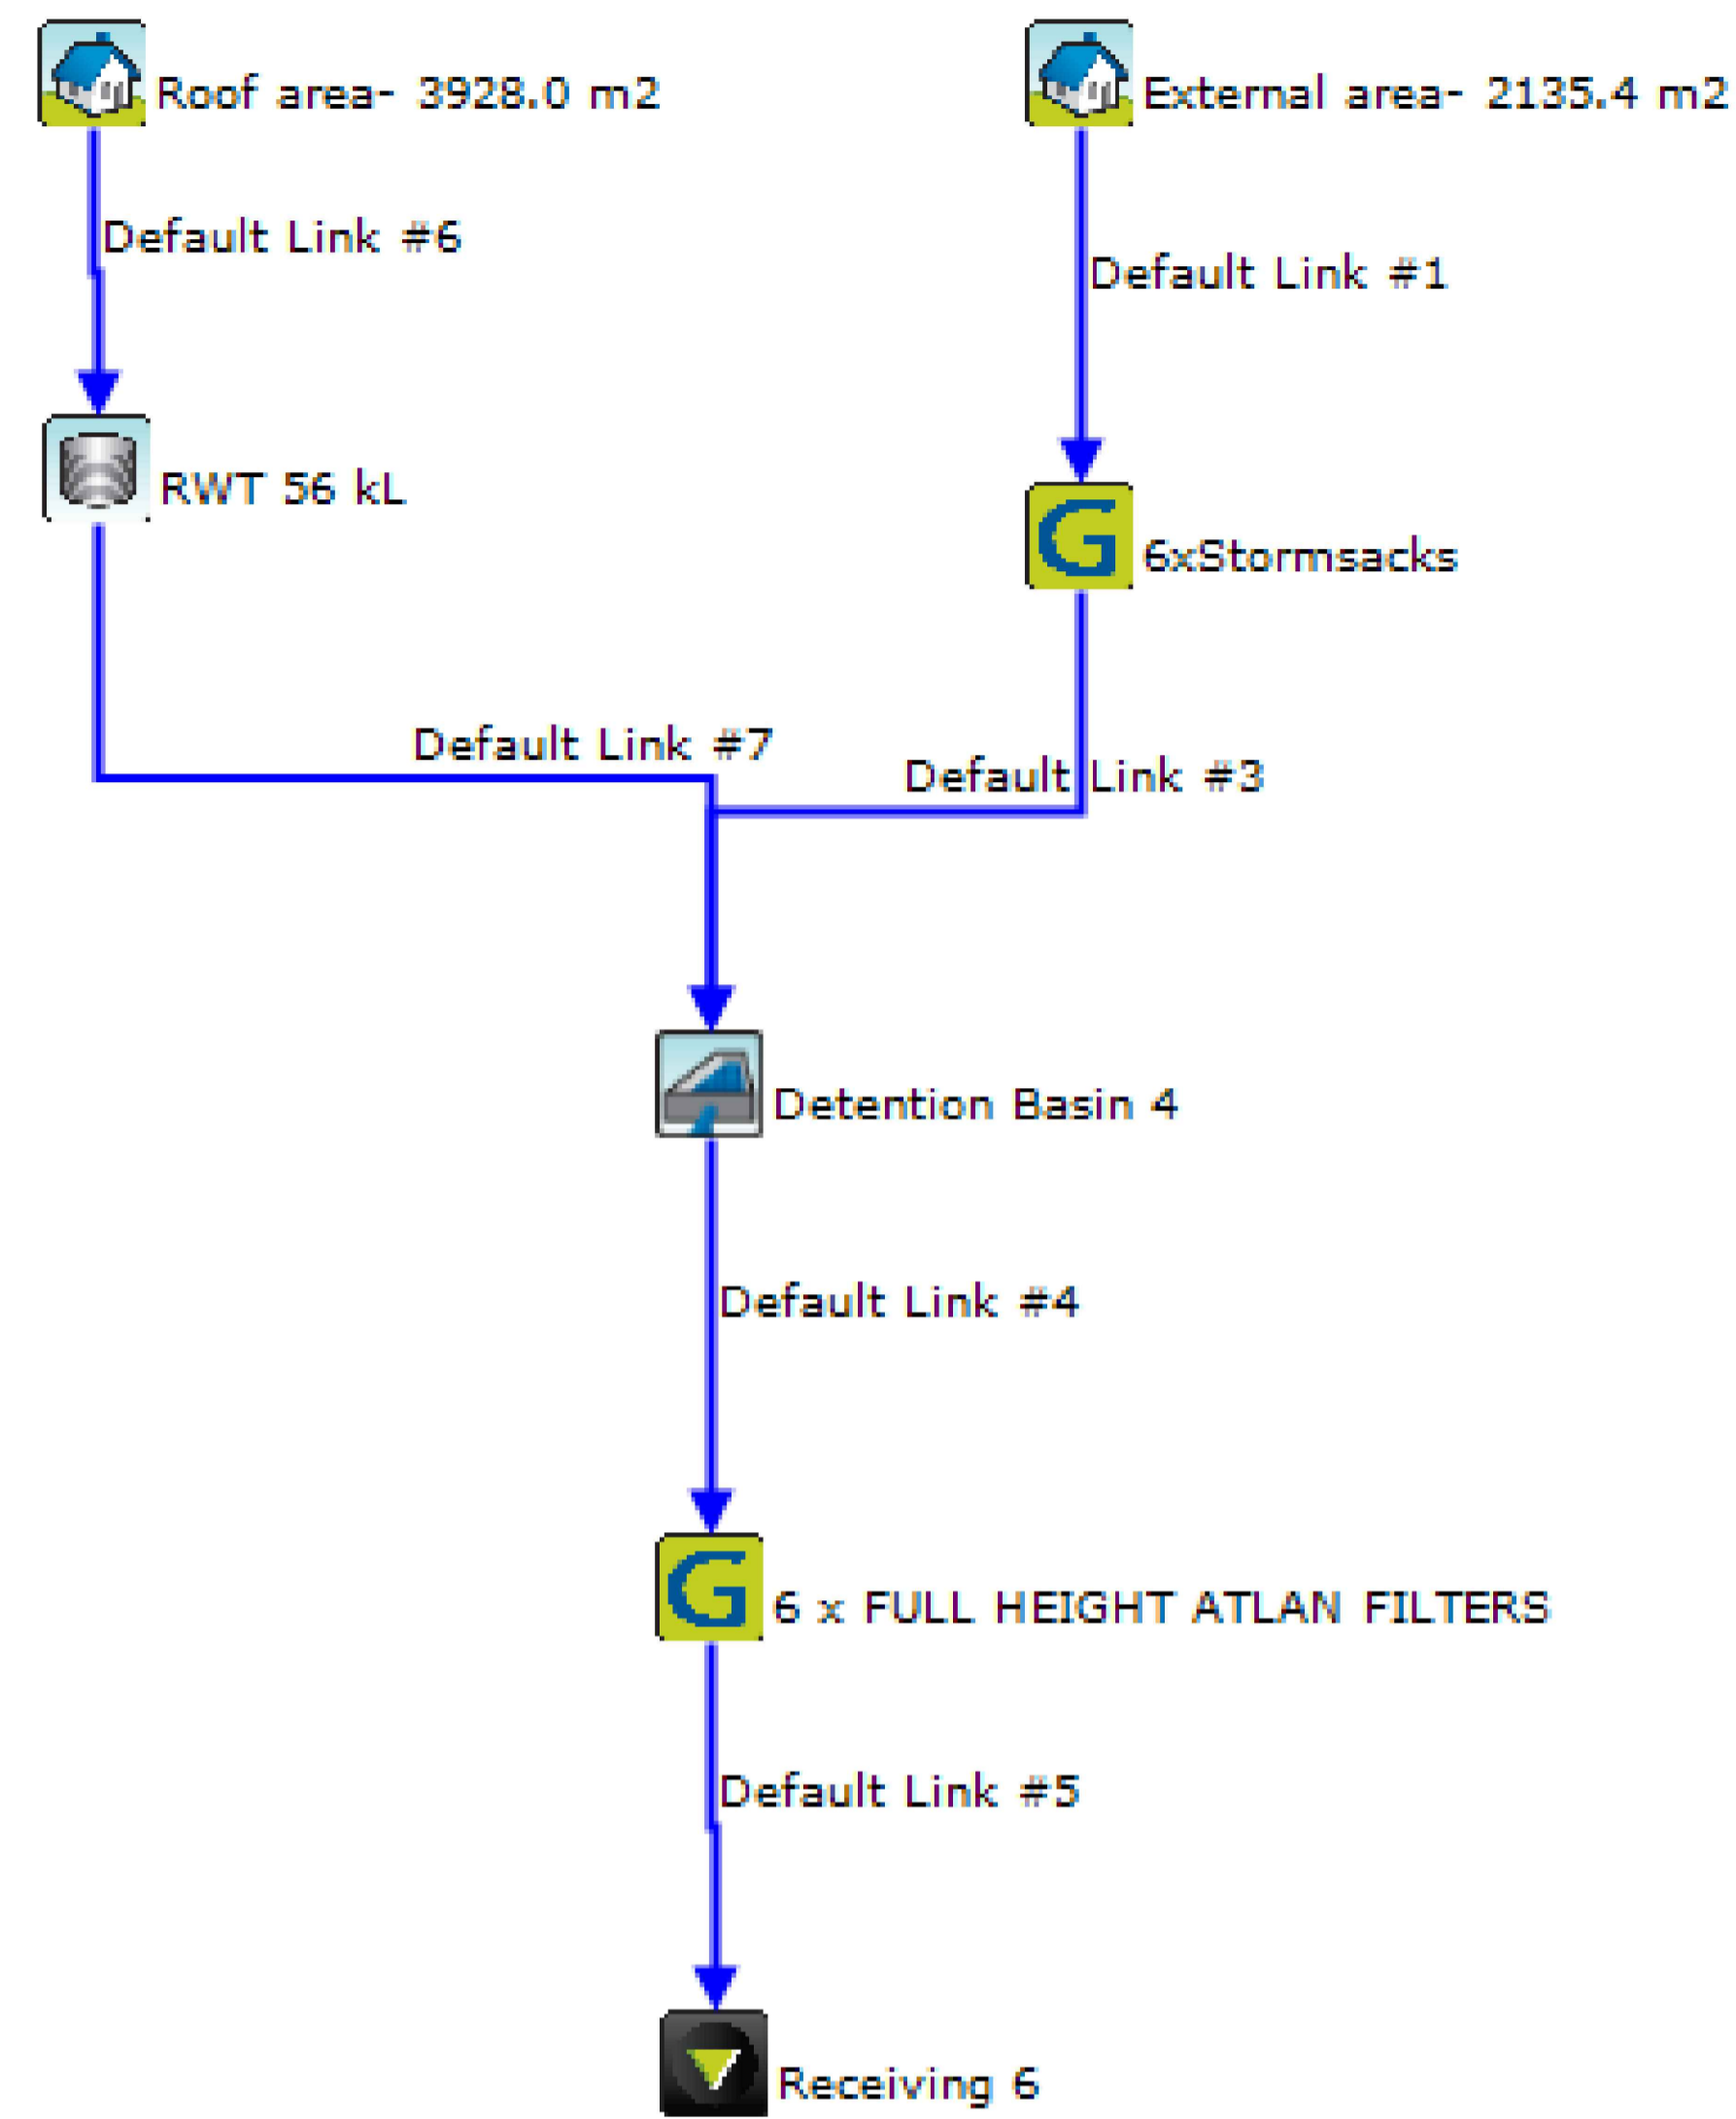 Roof area- 3928.0 m2
External area- 2135.4 m2
Default Link #6
Default Link #1
RWT 56 kL
G
6xStormsacks
Default Link #7
Default Link #3
Detention Basin 4
Default Link #4
G
6 x FULL HEIGHT ATLAN FILTERS
Default Link #5
Receiving 6